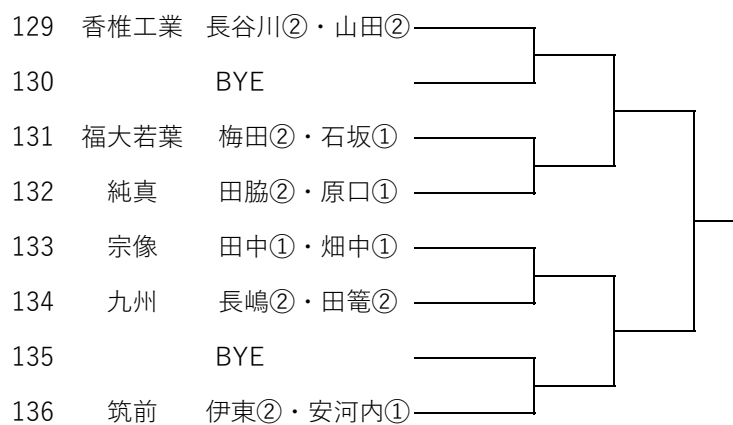 129 香椎工業 長谷川②・山田②
130 BYE
131 福大若葉 梅田②・石坂①
132 純真 田脇②・原口①
133 宗像 田中①・畑中①
134 九州 長嶋②・田篭②
135 BYE
136 筑前 伊東②・安河内①